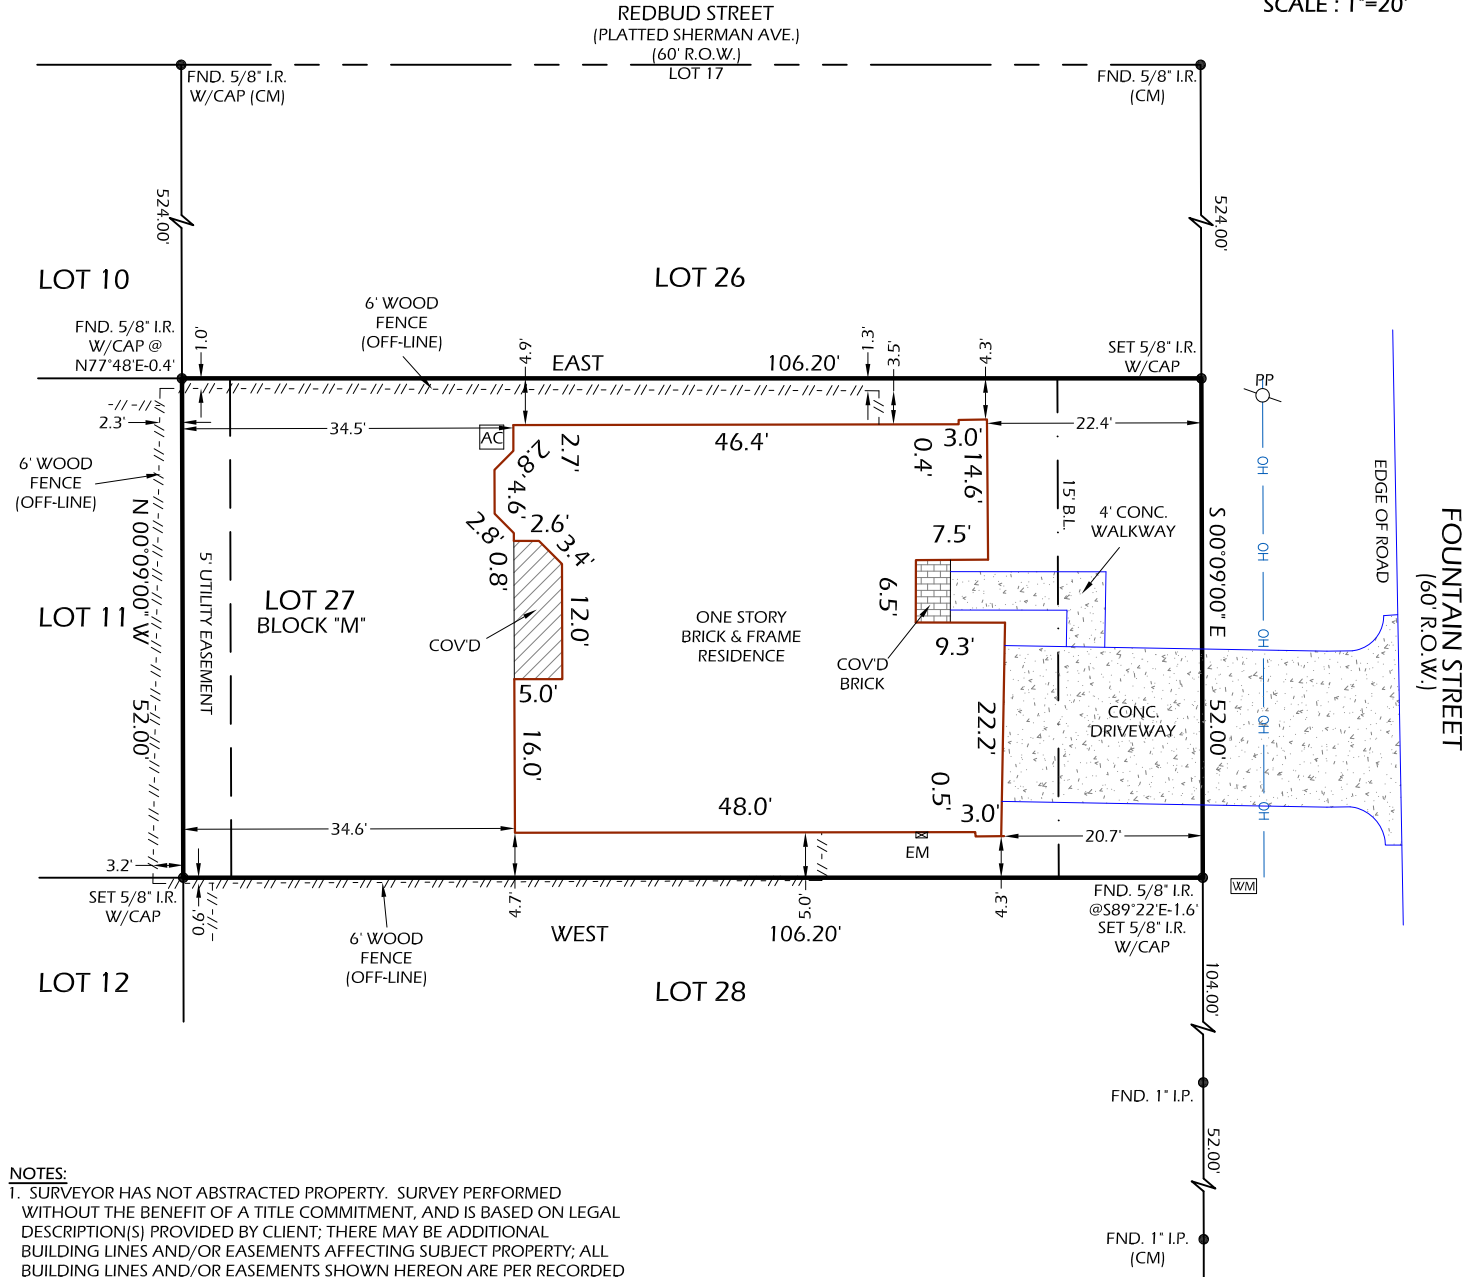 SCALE : 1"=20'
REDBUD STREET
(PLATTED SHERMAN AVE.)
(60' R.O.W.)
LOT 17
FND. 5/8" I.R.
W/CAP (CM)
FND. 5/8" I.R.
(CM)
524.00'
524.00'
LOT 10
LOT 26
6' WOOD
FENCE
(OFF-LINE)
FND. 5/8" I.R.
W/CAP @
N77°48'E-0.4'
1.0'
4.9'
EAST
106.20'
1.3'
3.5'
4.3'
SET 5/8" I.R.
W/CAP
PP
2.3'
34.5'
AC
2.7'
46.4'
3.0'
22.4'
2.8'
0.4'
14.6'
6' WOOD
FENCE
(OFF-LINE)
4.6'
15' B.L.
OH
EDGE OF ROAD
N 00°09'00" W
2.8'
2.6'
3.4'
7.5'
4' CONC.
WALKWAY
S 00°09'00" E
OH
FOUNTAIN STREET
(60' R.O.W.)
0.8'
5' UTILITY EASEMENT
LOT 27
BLOCK "M"
LOT 11
COV'D
12.0'
ONE STORY
BRICK & FRAME
RESIDENCE
6.5'
9.3'
COV'D
BRICK
OH
5.0'
52.00'
16.0'
22.2'
CONC.
DRIVEWAY
52.00'
OH
48.0'
0.5'
3.0'
OH
34.6'
20.7'
EM
3.2'
SET 5/8" I.R.
W/CAP
0.6'
4.7'
5.0'
4.3'
FND. 5/8" I.R.
@S89°22'E-1.6'
SET 5/8" I.R.
W/CAP
WM
6' WOOD
FENCE
(OFF-LINE)
WEST
106.20'
LOT 12
LOT 28
104.00'
FND. 1" I.P.
52.00'
FND. 1" I.P.
(CM)
NOTES:
1. SURVEYOR HAS NOT ABSTRACTED PROPERTY. SURVEY PERFORMED
WITHOUT THE BENEFIT OF A TITLE COMMITMENT, AND IS BASED ON LEGAL
DESCRIPTION(S) PROVIDED BY CLIENT; THERE MAY BE ADDITIONAL
BUILDING LINES AND/OR EASEMENTS AFFECTING SUBJECT PROPERTY; ALL
BUILDING LINES AND/OR EASEMENTS SHOWN HEREON ARE PER RECORDED